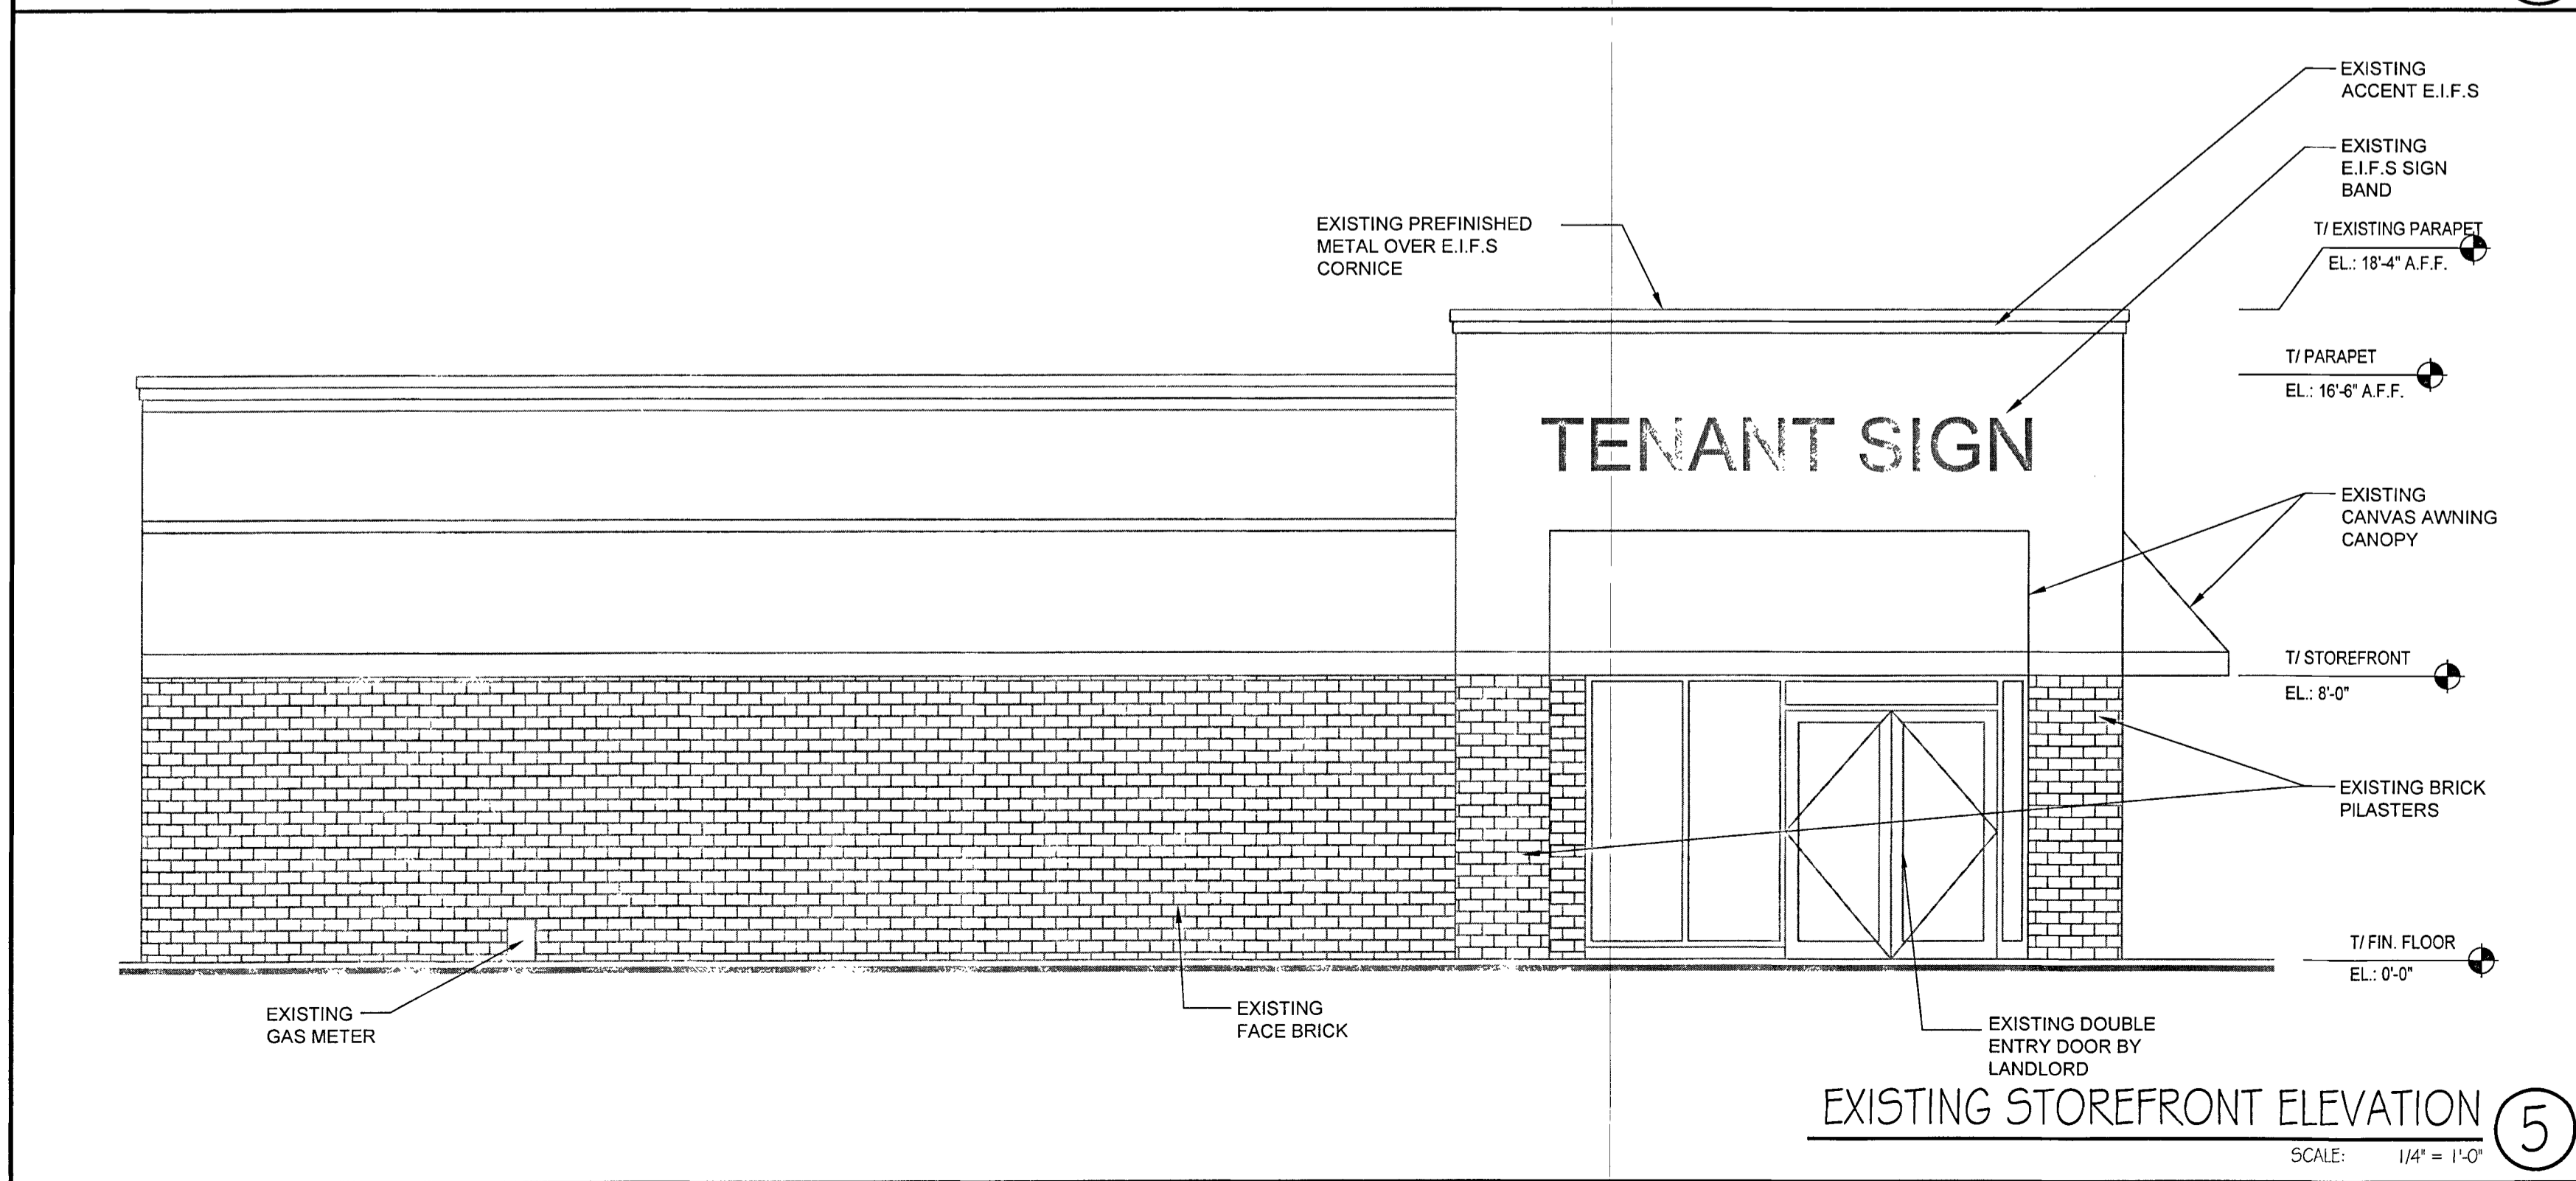 EXISTING
ACCENT E.I.F.S
EXISTING
E.I.F.S SIGN
BAND
EXISTING PREFINISHED
METAL OVER E.I.F.S
CORNICE
T/ EXISTING PARAPET
EL.: 18'-4" A.F.F.
T/ PARAPET
EL.: 16'-6" A.F.F.
TENANT SIGN
EXISTING
CANVAS AWNING
CANOPY
T/ STOREFRONT
EL.: 8'-0"
EXISTING BRICK
PILASTERS
T/ FIN. FLOOR
EL.: 0'-0"
EXISTING
GAS METER
EXISTING
FACE BRICK
EXISTING DOUBLE
ENTRY DOOR BY
LANDLORD
EXISTING STOREFRONT ELEVATION
5
SCALE: 1/4" = 1'-0"